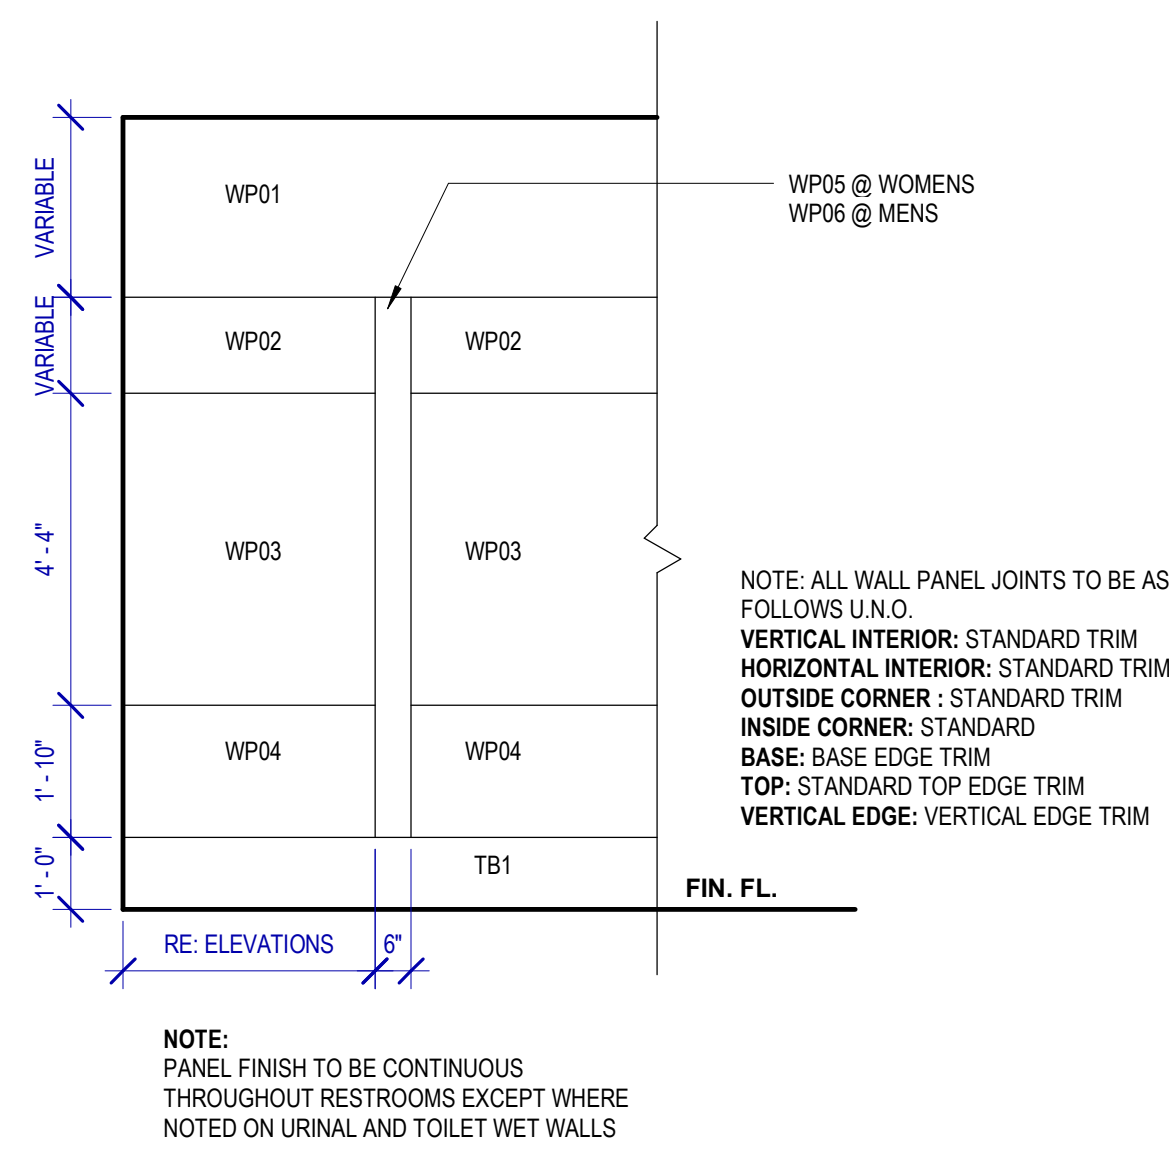 VARIABLE
WP01
WP05 @ WOMENS
WP06 @ MENS
VARIABLE
WP02
WP02
4' - 4"
WP03
WP03
NOTE: ALL WALL PANEL JOINTS TO BE AS
FOLLOWS U.N.O.
VERTICAL INTERIOR: STANDARD TRIM
HORIZONTAL INTERIOR: STANDARD TRIM
OUTSIDE CORNER : STANDARD TRIM
INSIDE CORNER: STANDARD
BASE: BASE EDGE TRIM
TOP: STANDARD TOP EDGE TRIM
VERTICAL EDGE: VERTICAL EDGE TRIM
1' - 10"
WP04
WP04
1' - 0"
TB1
FIN. FL.
RE: ELEVATIONS
6"
NOTE:
PANEL FINISH TO BE CONTINUOUS
THROUGHOUT RESTROOMS EXCEPT WHERE
NOTED ON URINAL AND TOILET WET WALLS